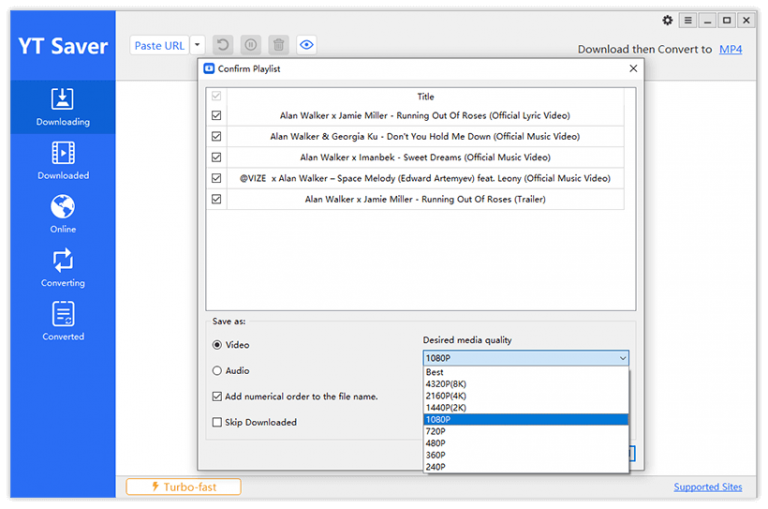 YT Saver
Paste URL
Download then Convert to MP4
Confirm Playlist
Title
Alan Walker x Jamie Miller - Running Out Of Roses (Official Lyric Video)
Alan Walker & Georgia Ku - Don't You Hold Me Down (Official Music Video)
Alan Walker x Imanbek - Sweet Dreams (Official Music Video)
@VIZE x Alan Walker – Space Melody (Edward Artemyev) feat. Leony (Official Music Video)
Alan Walker x Jamie Miller - Running Out Of Roses (Trailer)
Downloading
Downloaded
Online
Converting
Converted
Save as:
Video
Audio
Add numerical order to the file name.
Skip Downloaded
Desired media quality
1080P
Best
4320P(8K)
2160P(4K)
1440P(2K)
1080P
720P
480P
360P
240P
Turbo-fast
Supported Sites